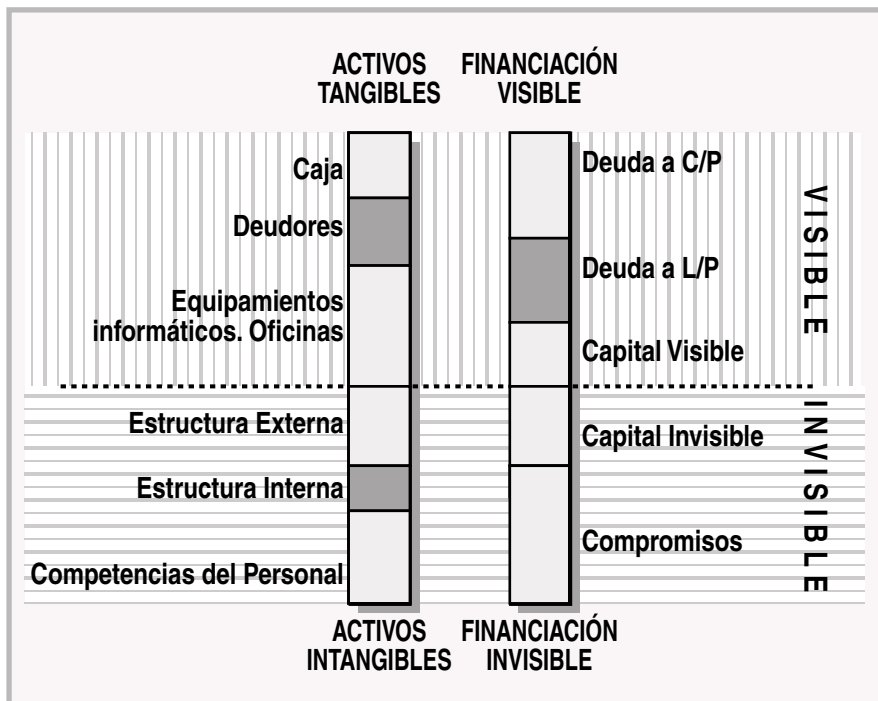 ACTIVOS
TANGIBLES
FINANCIACIÓN
VISIBLE
Caja
Deudores
Equipamientos
informáticos. Oficinas
Estructura Externa
Estructura Interna
Competencias del Personal
Deuda a C/P
Deuda a L/P
Capital Visible
Capital Invisible
Compromisos
VISIBLE
INVISIBLE
ACTIVOS
INTANGIBLES
FINANCIACIÓN
INVISIBLE